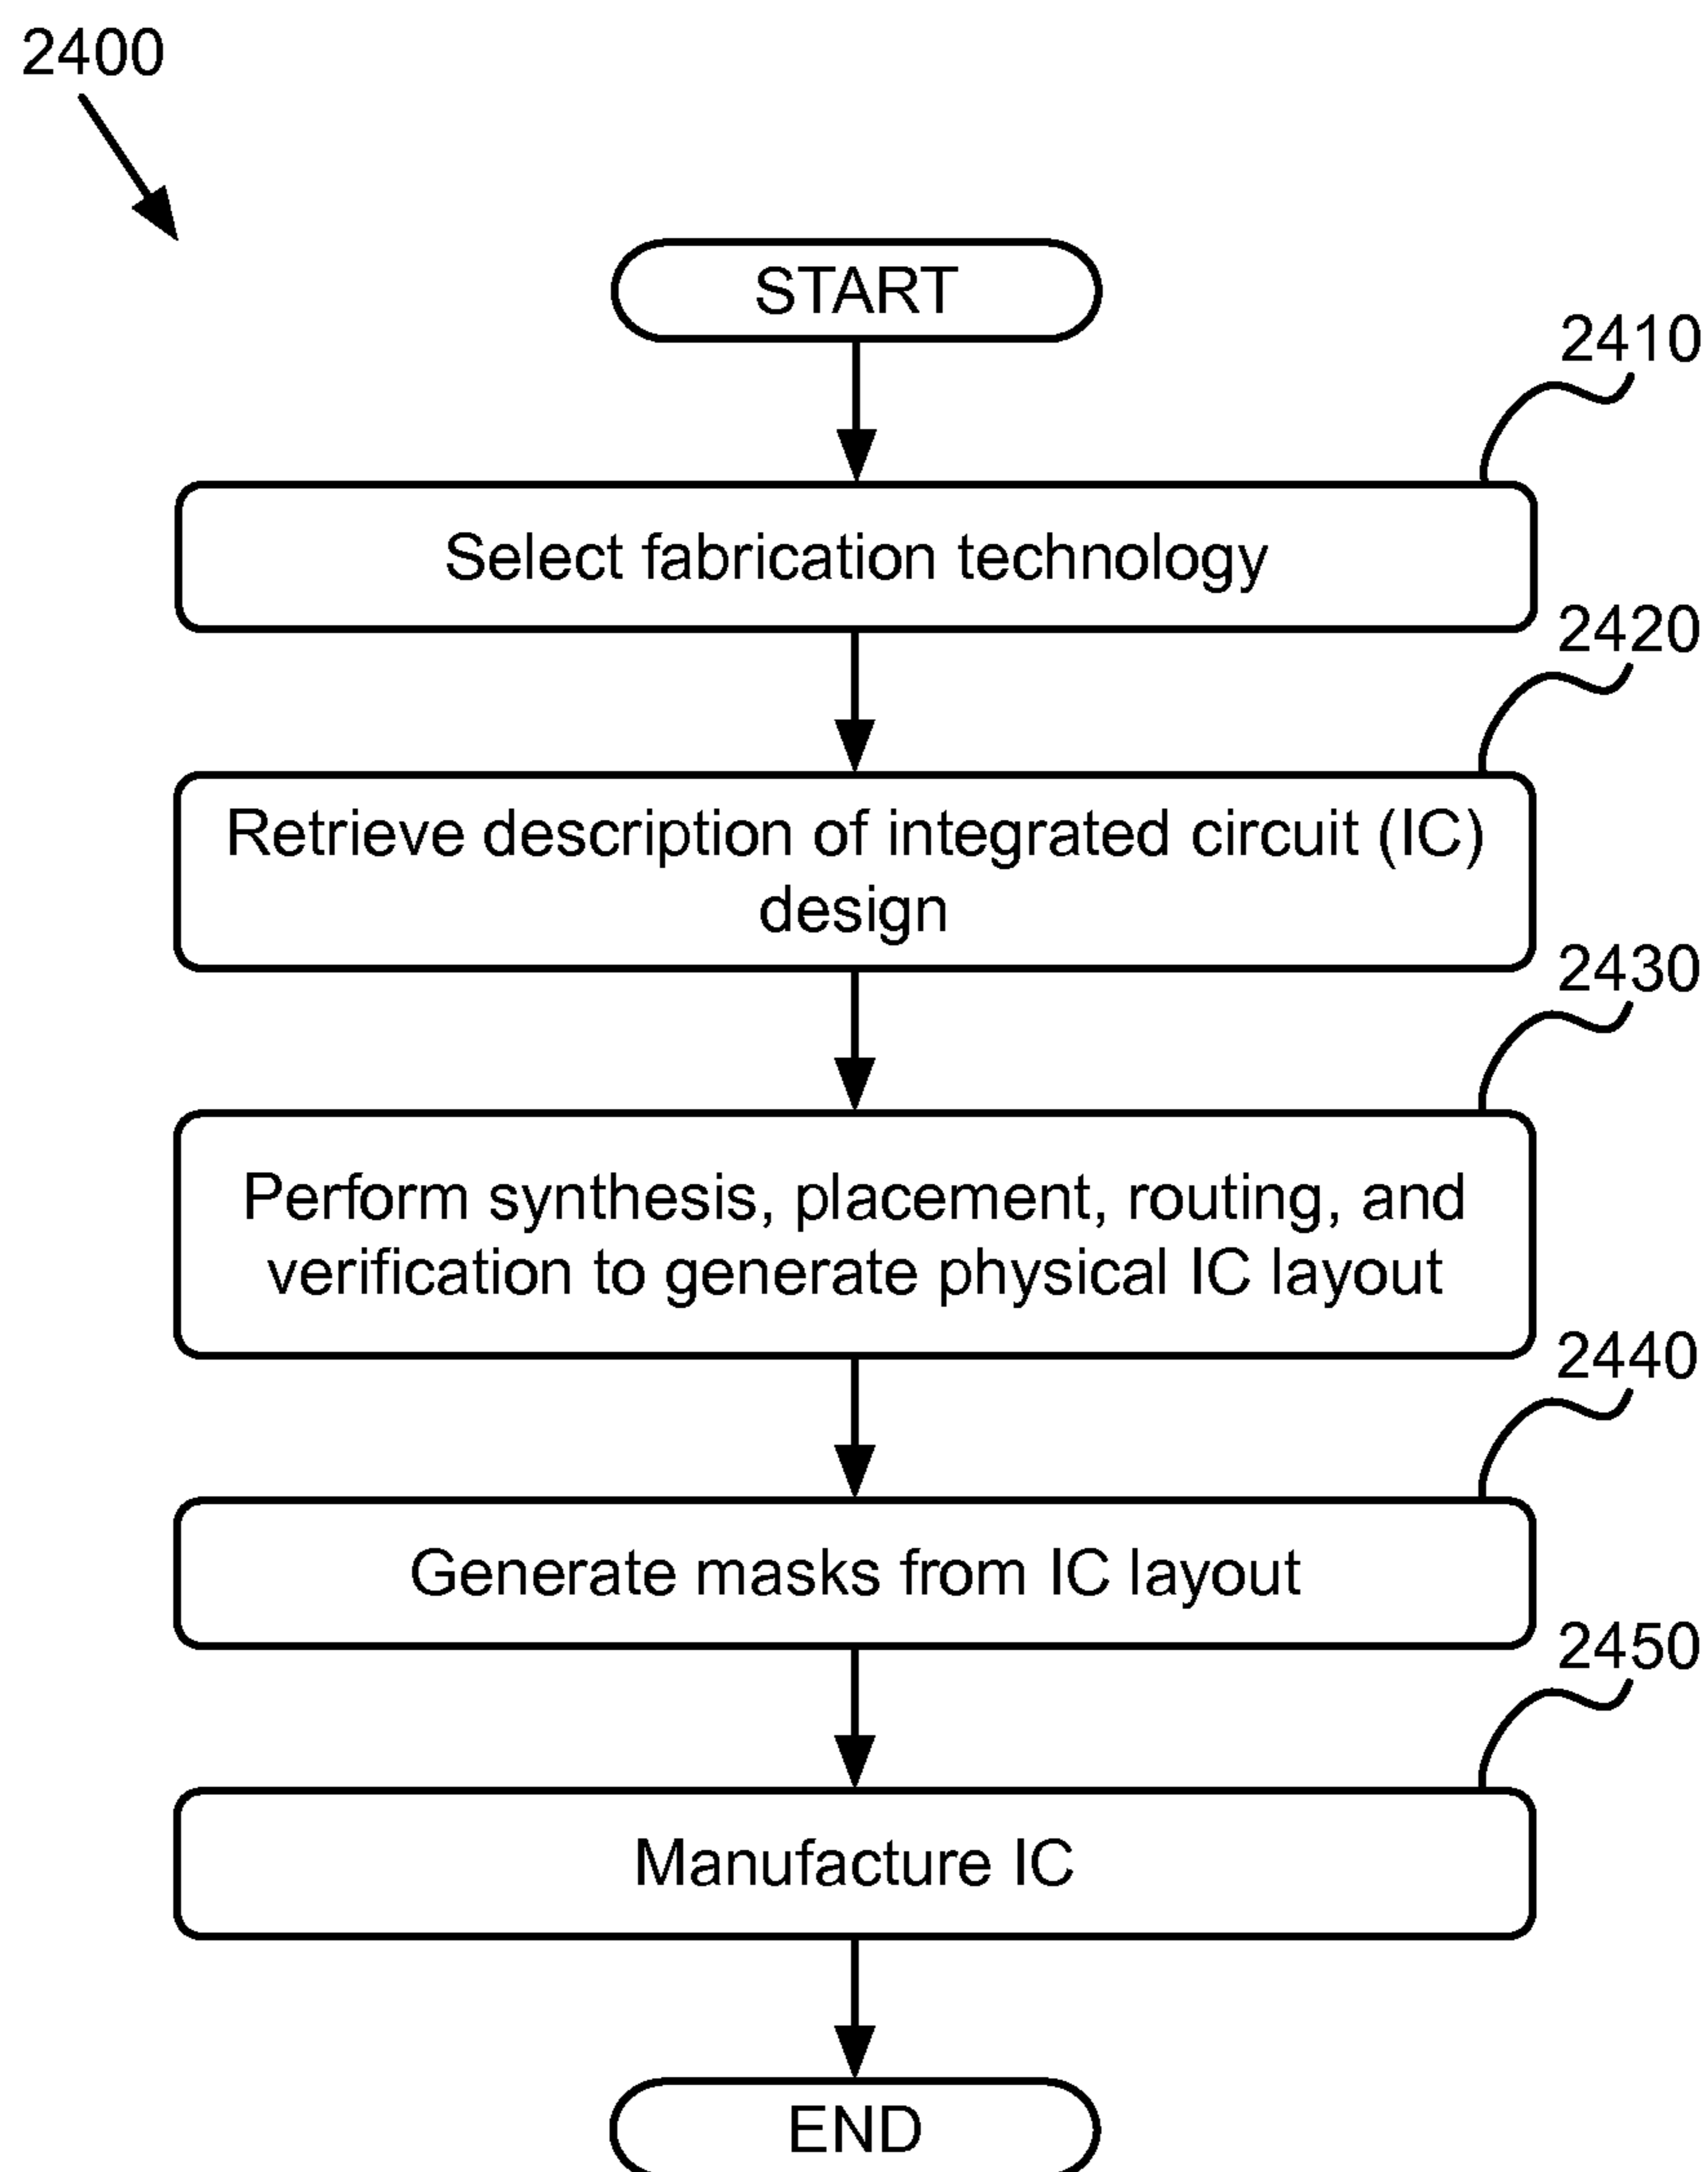 2400
START
2410
Select fabrication technology
2420
Retrieve description of integrated circuit (IC)
design
2430
Perform synthesis, placement, routing, and
verification to generate physical IC layout
2440
Generate masks from IC layout
2450
Manufacture IC
END